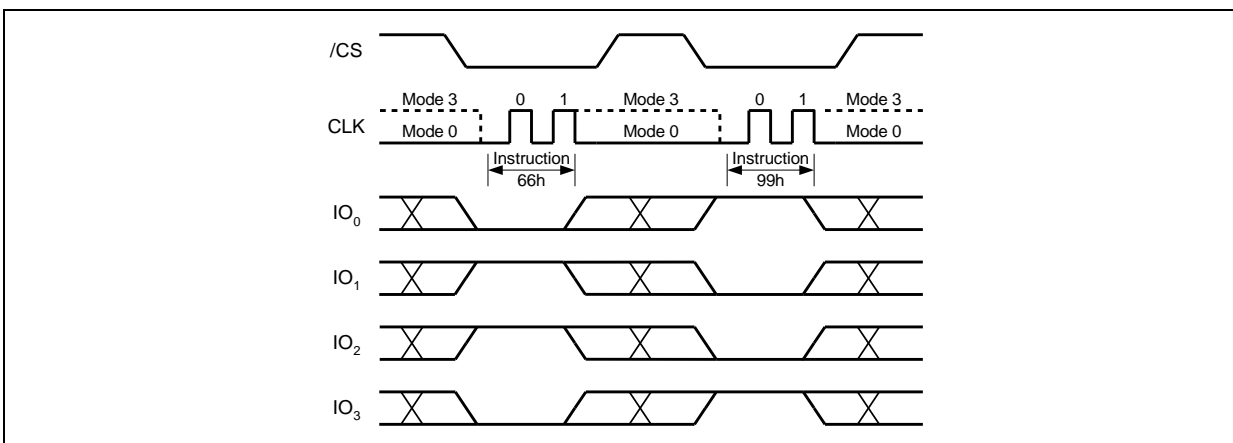 /CS
Mode 3 0 1 Mode 3 0 1 Mode 3
CLK Mode 0 Mode 0 Mode 0
Instruction Instruction
66h 99h
IO0
IO1
IO2
IO3